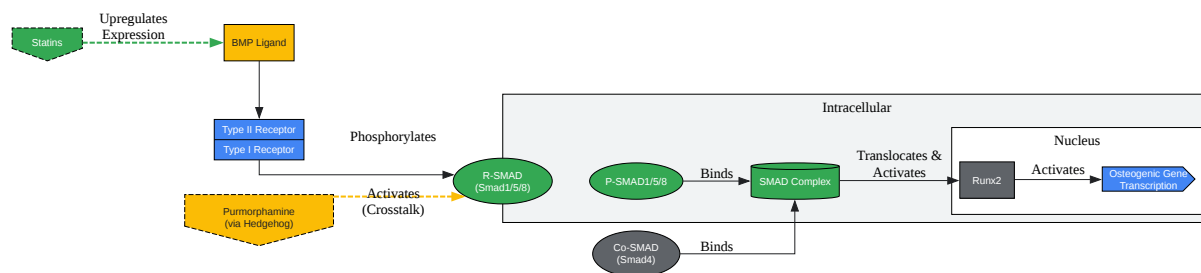 Upregulates
Expression
Statins
BMP Ligand
Intracellular
Type II Receptor
Type I Receptor
Phosphorylates
Nucleus
Translocates &
Activates
R-SMAD
(Smad1/5/8)
P-SMAD1/5/8
Binds
SMAD Complex
Runx2
Activates
Osteogenic Gene
Transcription
Activates
(Crosstalk)
Purmorphamine
(via Hedgehog)
Co-SMAD
(Smad4)
Binds